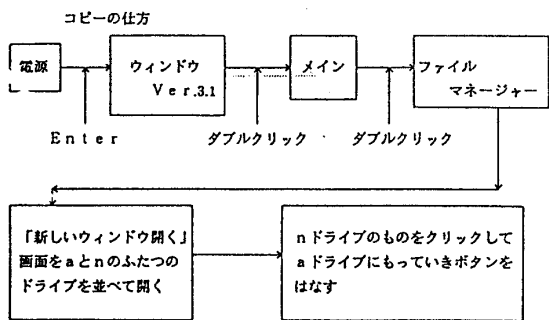 コピーの仕方
電源
ウィンドウ
Ver.3.1
メイン
ファイル
マネージャー
Enter
ダブルクリック
ダブルクリック
「新しいウィンドウ開く」
画面をaとnのふたつの
ドライブを並べて開く
nドライブのものをクリックして
aドライブにもっていきボタンを
はなす